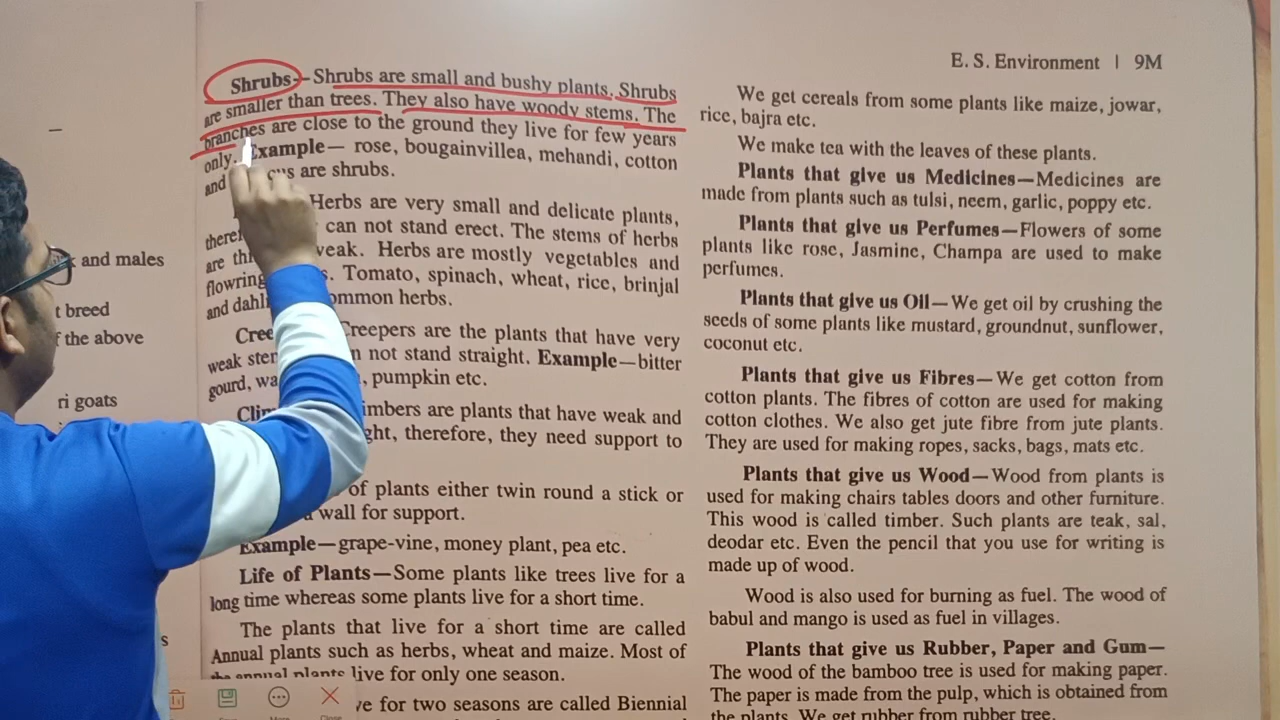 and males
t breed
f the above
ri goats
s
Shrubs—Shrubs are small and bushy plants. Shrubs
are smaller than trees. They also have woody stems. The
branches are close to the ground they live for few years
only. Example— rose, bougainvillea, mehandi, cotton
and cus are shrubs.
Herbs are very small and delicate plants,
theref can not stand erect. The stems of herbs
are thi weak. Herbs are mostly vegetables and
flowring s. Tomato, spinach, wheat, rice, brinjal
and dahl ommon herbs.
Cree Creepers are the plants that have very
weak ster n not stand straight. Example—bitter
gourd, wa , pumpkin etc.
Clim imbers are plants that have weak and
ght, therefore, they need support to
of plants either twin round a stick or
a wall for support.
Example—grape-vine, money plant, pea etc.
Life of Plants—Some plants like trees live for a
long time whereas some plants live for a short time.
The plants that live for a short time are called
Annual plants such as herbs, wheat and maize. Most of
the annual plants live for only one season.
ve for two seasons are called Biennial
E. S. Environment | 9M
We get cereals from some plants like maize, jowar,
rice, bajra etc.
We make tea with the leaves of these plants.
Plants that give us Medicines—Medicines are
made from plants such as tulsi, neem, garlic, poppy etc.
Plants that give us Perfumes—Flowers of some
plants like rose, Jasmine, Champa are used to make
perfumes.
Plants that give us Oil—We get oil by crushing the
seeds of some plants like mustard, groundnut, sunflower,
coconut etc.
Plants that give us Fibres—We get cotton from
cotton plants. The fibres of cotton are used for making
cotton clothes. We also get jute fibre from jute plants.
They are used for making ropes, sacks, bags, mats etc.
Plants that give us Wood—Wood from plants is
used for making chairs tables doors and other furniture.
This wood is called timber. Such plants are teak, sal,
deodar etc. Even the pencil that you use for writing is
made up of wood.
Wood is also used for burning as fuel. The wood of
babul and mango is used as fuel in villages.
Plants that give us Rubber, Paper and Gum—
The wood of the bamboo tree is used for making paper.
The paper is made from the pulp, which is obtained from
the plants. We get rubber from rubber tree.